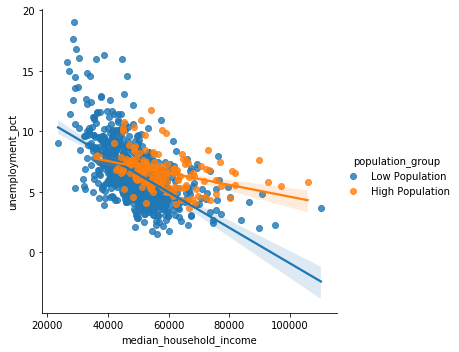 20
15
10
5
0
unemployment_pct
20000 40000 60000 80000 100000
median_household_income
population_group
Low Population
High Population